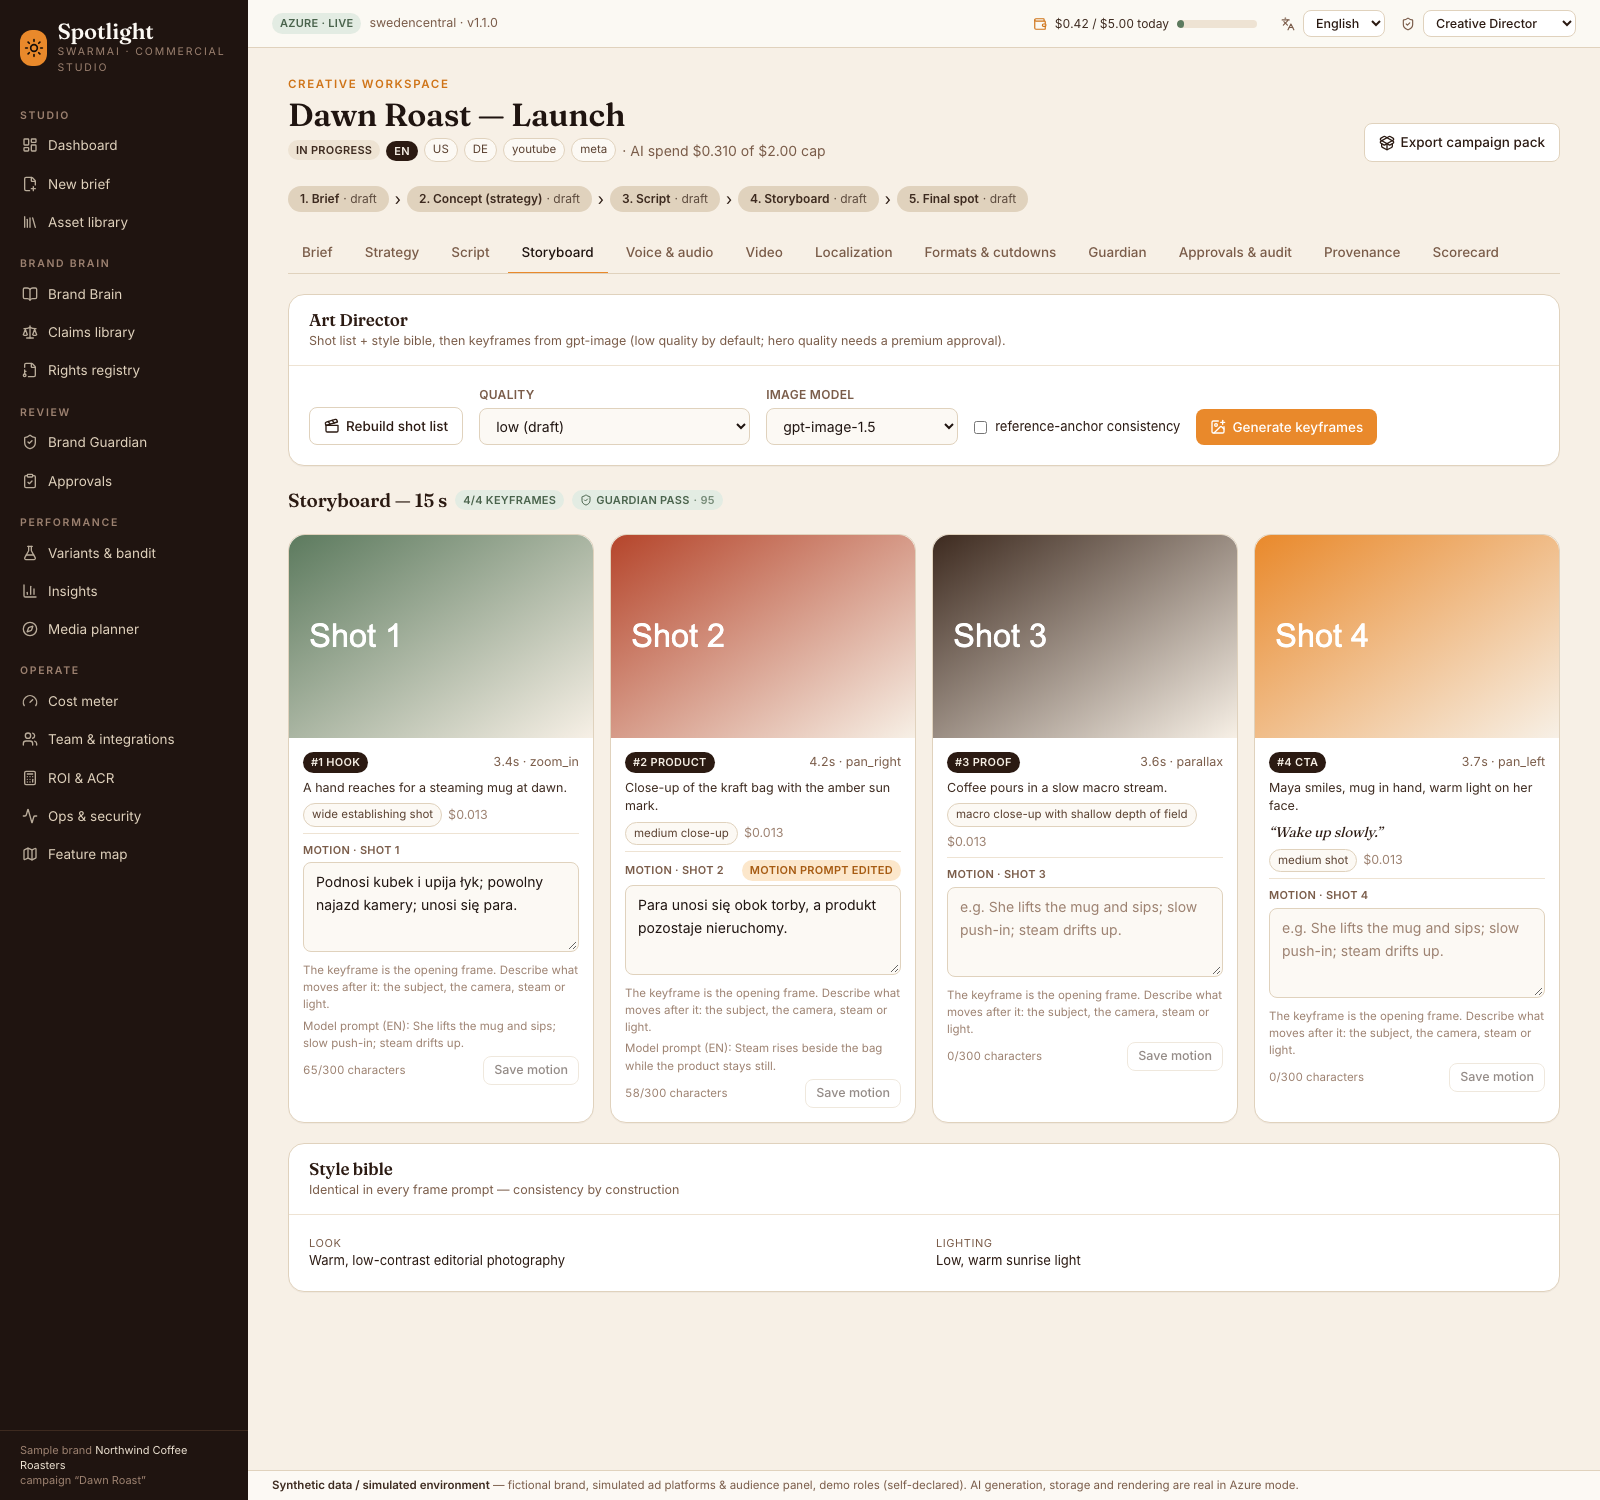 Spotlight
SWARMAI · COMMERCIAL
STUDIO
STUDIO
Dashboard
New brief
Asset library
BRAND BRAIN
Brand Brain
Claims library
Rights registry
REVIEW
Brand Guardian
Approvals
PERFORMANCE
Variants & bandit
Insights
Media planner
OPERATE
Cost meter
Team & integrations
ROI & ACR
Ops & security
Feature map
Sample brand Northwind Coffee
Roasters
campaign “Dawn Roast”
AZURE · LIVE swedencentral · v1.1.0
$0.42 / $5.00 today English Creative Director
CREATIVE WORKSPACE
Dawn Roast — Launch
IN PROGRESS EN US DE youtube meta · AI spend $0.310 of $2.00 cap
Export campaign pack
1. Brief · draft › 2. Concept (strategy) · draft › 3. Script · draft › 4. Storyboard · draft › 5. Final spot · draft
Brief Strategy Script Storyboard Voice & audio Video Localization Formats & cutdowns Guardian Approvals & audit Provenance Scorecard
Art Director
Shot list + style bible, then keyframes from gpt-image (low quality by default; hero quality needs a premium approval).
QUALITY IMAGE MODEL
Rebuild shot list low (draft) gpt-image-1.5 reference-anchor consistency Generate keyframes
Storyboard — 15 s 4/4 KEYFRAMES GUARDIAN PASS · 95
Shot 1
#1 HOOK 3.4s · zoom_in
A hand reaches for a steaming mug at dawn.
wide establishing shot $0.013
MOTION · SHOT 1
Podnosi kubek i upija łyk; powolny
najazd kamery; unosi się para.
The keyframe is the opening frame. Describe what
moves after it: the subject, the camera, steam or
light.
Model prompt (EN): She lifts the mug and sips;
slow push-in; steam drifts up.
65/300 characters Save motion
Shot 2
#2 PRODUCT 4.2s · pan_right
Close-up of the kraft bag with the amber sun
mark.
medium close-up $0.013
MOTION · SHOT 2 MOTION PROMPT EDITED
Para unosi się obok torby, a produkt
pozostaje nieruchomy.
The keyframe is the opening frame. Describe what
moves after it: the subject, the camera, steam or
light.
Model prompt (EN): Steam rises beside the bag
while the product stays still.
58/300 characters Save motion
Shot 3
#3 PROOF 3.6s · parallax
Coffee pours in a slow macro stream.
macro close-up with shallow depth of field
$0.013
MOTION · SHOT 3
e.g. She lifts the mug and sips; slow
push-in; steam drifts up.
The keyframe is the opening frame. Describe what
moves after it: the subject, the camera, steam or
light.
0/300 characters Save motion
Shot 4
#4 CTA 3.7s · pan_left
Maya smiles, mug in hand, warm light on her
face.
“Wake up slowly.”
medium shot $0.013
MOTION · SHOT 4
e.g. She lifts the mug and sips; slow
push-in; steam drifts up.
The keyframe is the opening frame. Describe what
moves after it: the subject, the camera, steam or
light.
0/300 characters Save motion
Style bible
Identical in every frame prompt — consistency by construction
LOOK LIGHTING
Warm, low-contrast editorial photography Low, warm sunrise light
Synthetic data / simulated environment — fictional brand, simulated ad platforms & audience panel, demo roles (self-declared). AI generation, storage and rendering are real in Azure mode.